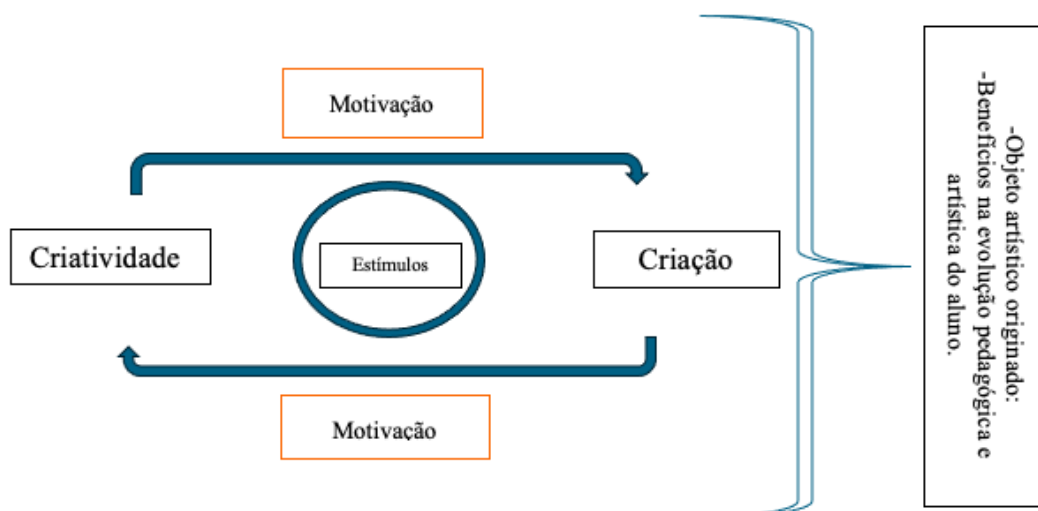 Motivação
Criatividade
Estímulos
Criação
Motivação
-Objeto artístico originado:
-Benefícios na evolução pedagógica e
artística do aluno.